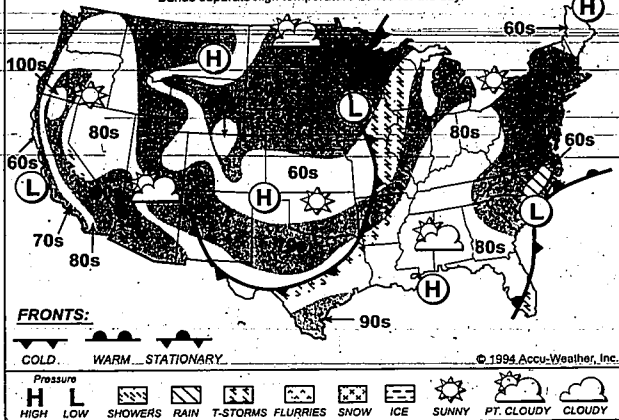 60s
H
100s
H
L
80s
80s
60s
60s
60s
H
L
L
70s
80s
80s
H
90s
FRONTS:
COLD WARM STATIONARY
© 1994 Accu-Weather, Inc.
Pressure
H L
HIGH LOW SHOWERS RAIN T-STORMS FLURRIES SNOW ICE SUNNY PT. CLOUDY CLOUDY